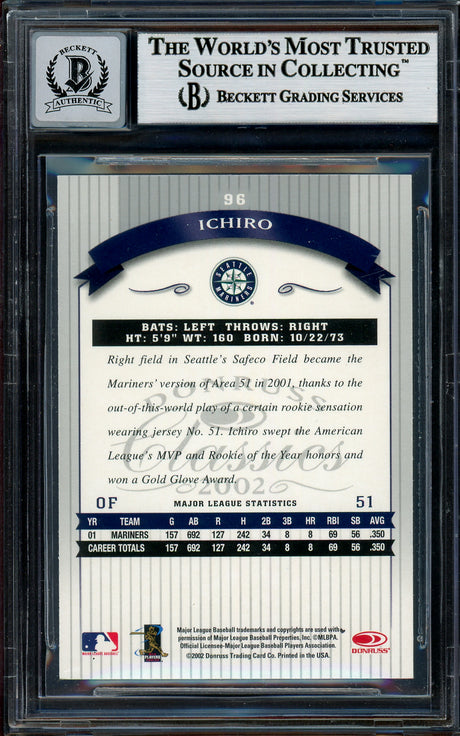 BECKETT
B
AUTHENTIC
THE WORLD'S MOST TRUSTED
SOURCE IN COLLECTING™
B BECKETT GRADING SERVICES
96
ICHIRO
SEATTLE
MARINERS
BATS: LEFT THROWS: RIGHT
HT: 5'9" WT: 160 BORN: 10/22/73
Right field in Seattle's Safeco Field became the
Mariners' version of Area 51 in 2001, thanks to the
out-of-this-world play of a certain rookie sensation
wearing jersey No. 51. Ichiro swept the American
League's MVP and Rookie of the Year honors and
won a Gold Glove Award.
DONRUSS
Classics
2002
OF MAJOR LEAGUE STATISTICS 51
YR TEAM G AB R H 2B 3B HR RBI SB AVG
01 MARINERS 157 692 127 242 34 8 8 69 56 .350
CAREER TOTALS 157 692 127 242 34 8 8 69 56 .350
Major League Baseball trademarks and copyrights are used with
permission of Major League Baseball Properties, Inc. ©MLBPA.
Official Licensee-Major League Baseball Players Association.
©2002 Donruss Trading Card Co. Printed in the USA.
PLAYERS
DONRUSS